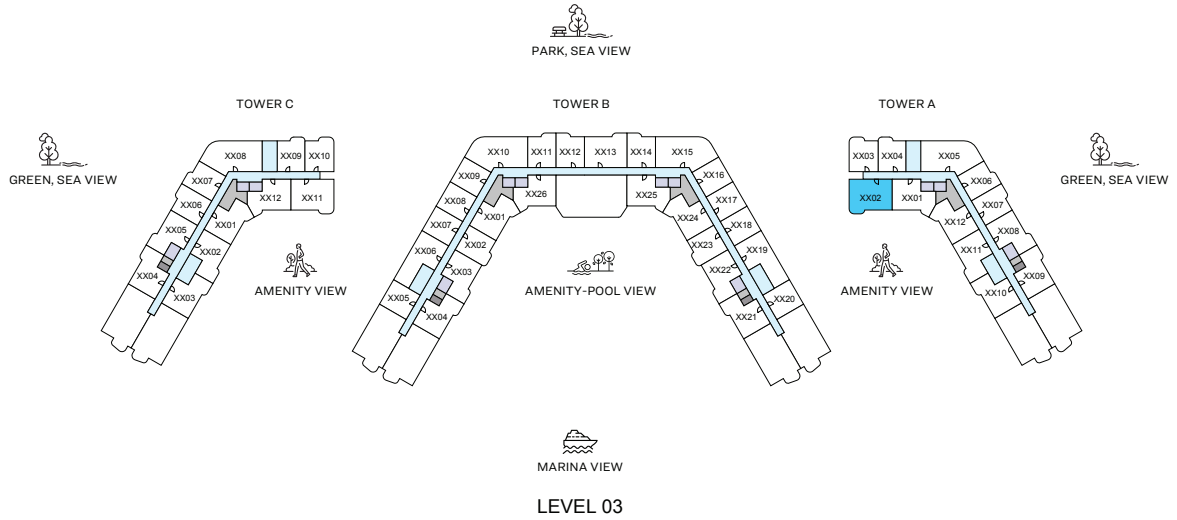 PARK, SEA VIEW
TOWER C
TOWER B
TOWER A
GREEN, SEA VIEW
GREEN, SEA VIEW
XX08
XX09
XX10
XX07
XX06
XX05
XX04
XX03
XX02
XX01
XX12
XX11
XX10
XX11
XX12
XX13
XX14
XX15
XX09
XX08
XX07
XX06
XX05
XX04
XX03
XX02
XX01
XX26
XX25
XX16
XX17
XX18
XX19
XX20
XX21
XX22
XX23
XX24
XX03
XX04
XX05
XX02
XX01
XX06
XX07
XX08
XX09
XX10
XX11
XX12
AMENITY VIEW
AMENITY-POOL VIEW
AMENITY VIEW
MARINA VIEW
LEVEL 03